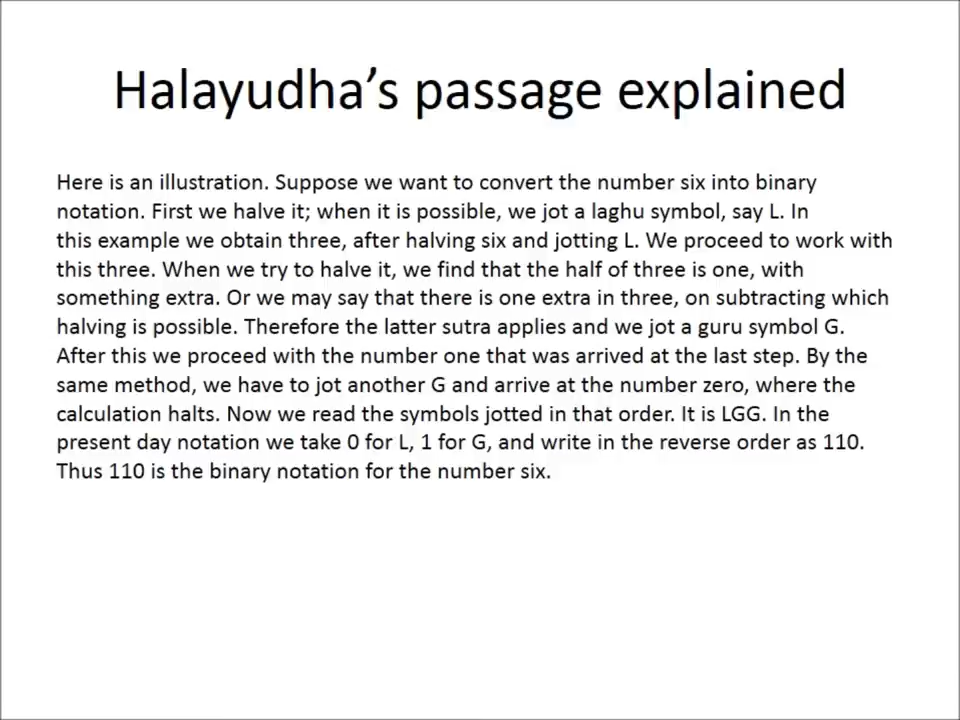 Halayudha's passage explained
Here is an illustration. Suppose we want to convert the number six into binary
notation. First we halve it; when it is possible, we jot a laghu symbol, say L. In
this example we obtain three, after halving six and jotting L. We proceed to work with
this three. When we try to halve it, we find that the half of three is one, with
something extra. Or we may say that there is one extra in three, on subtracting which
halving is possible. Therefore the latter sutra applies and we jot a guru symbol G.
After this we proceed with the number one that was arrived at the last step. By the
same method, we have to jot another G and arrive at the number zero, where the
calculation halts. Now we read the symbols jotted in that order. It is LGG. In the
present day notation we take 0 for L, 1 for G, and write in the reverse order as 110.
Thus 110 is the binary notation for the number six.